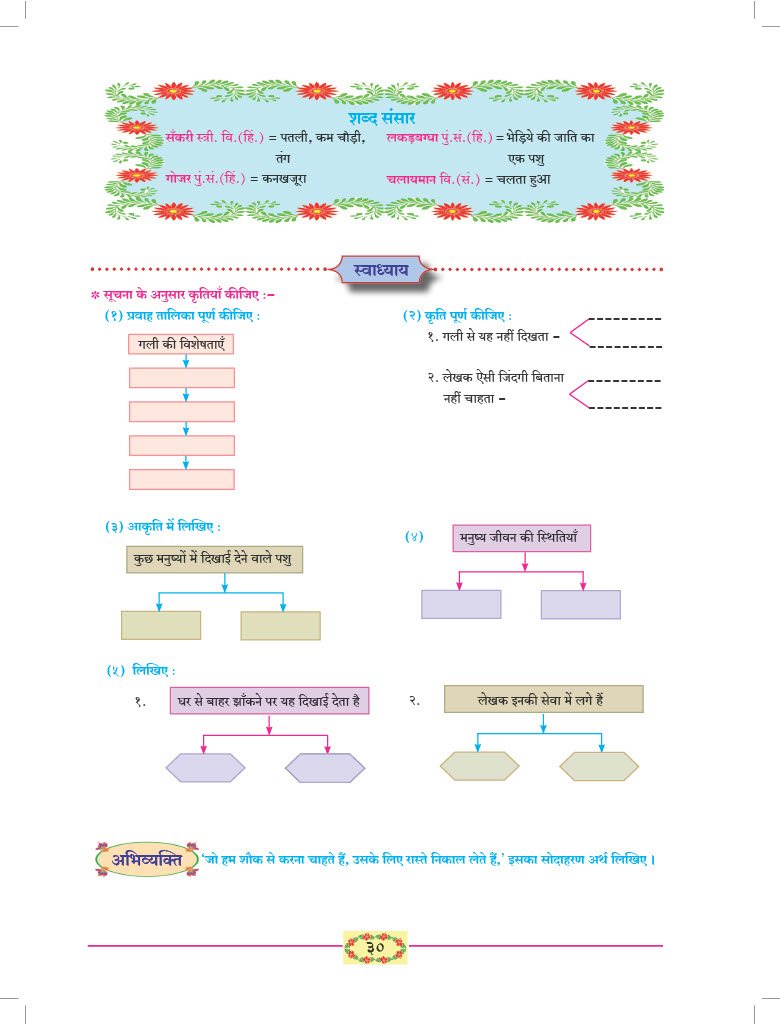 शब्द संसार
सँकरी स्त्री. वि.(हिं.) = पतली, कम चौड़ी,
तंग
गोजर पुं.सं.(हिं.) = कनखजूरा
लकड़बग्घा पुं.सं.(हिं.) = भेड़िये की जाति का
एक पशु
चलायमान वि.(सं.) = चलता हुआ
स्वाध्याय
* सूचना के अनुसार कृतियाँ कीजिए :–
(१) प्रवाह तालिका पूर्ण कीजिए :
गली की विशेषताएँ
(२) कृति पूर्ण कीजिए :
१. गली से यह नहीं दिखता –
२. लेखक ऐसी जिंदगी बिताना
नहीं चाहता –
(३) आकृति में लिखिए :
कुछ मनुष्यों में दिखाई देने वाले पशु
(४)
मनुष्य जीवन की स्थितियाँ
(५) लिखिए :
१.
घर से बाहर झाँकने पर यह दिखाई देता है
२.
लेखक इनकी सेवा में लगे हैं
अभिव्यक्ति
‘जो हम शौक से करना चाहते हैं, उसके लिए रास्ते निकाल लेते हैं,’ इसका सोदाहरण अर्थ लिखिए ।
३०